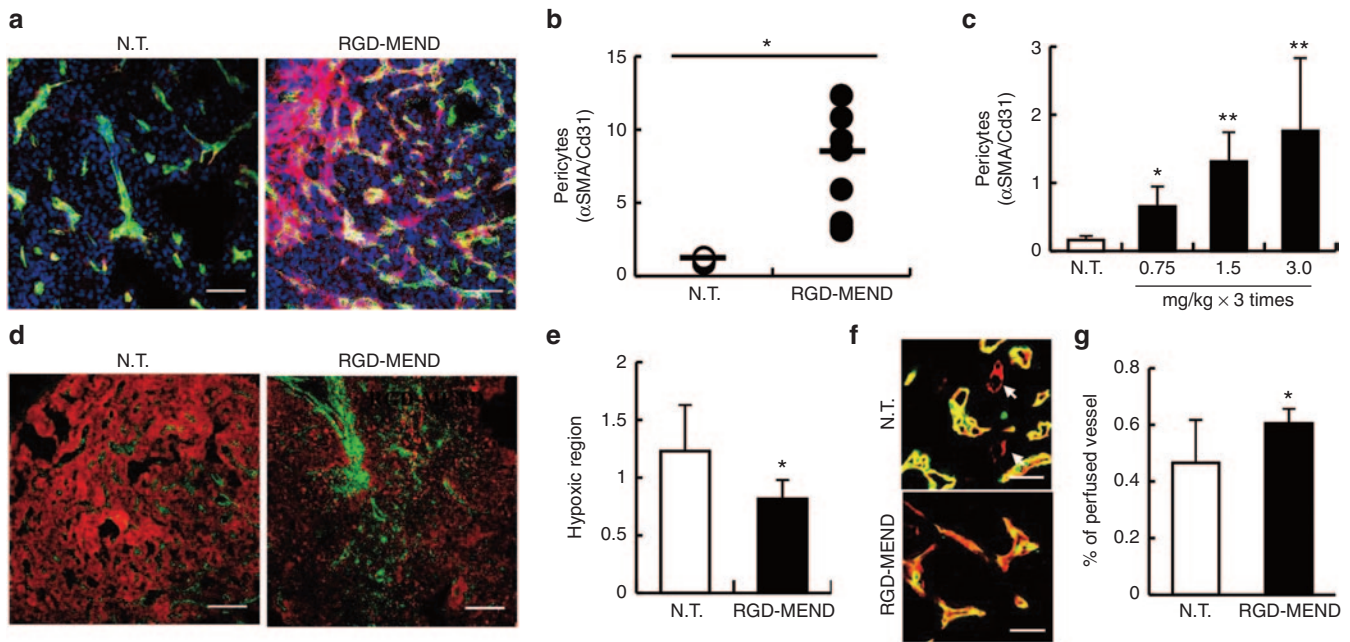 a
N.T.
RGD-MEND
b
*
15
10
5
0
Pericytes
(αSMA/Cd31)
N.T.
RGD-MEND
c
3
2
1
0
Pericytes
(αSMA/Cd31)
*
**
**
N.T.
0.75
1.5
3.0
mg/kg × 3 times
d
N.T.
RGD-MEND
e
2
1.5
1
0.5
0
Hypoxic region
*
N.T.
RGD-MEND
f
N.T.
RGD-MEND
g
0.8
0.6
0.4
0.2
0
% of perfused vessel
*
N.T.
RGD-MEND